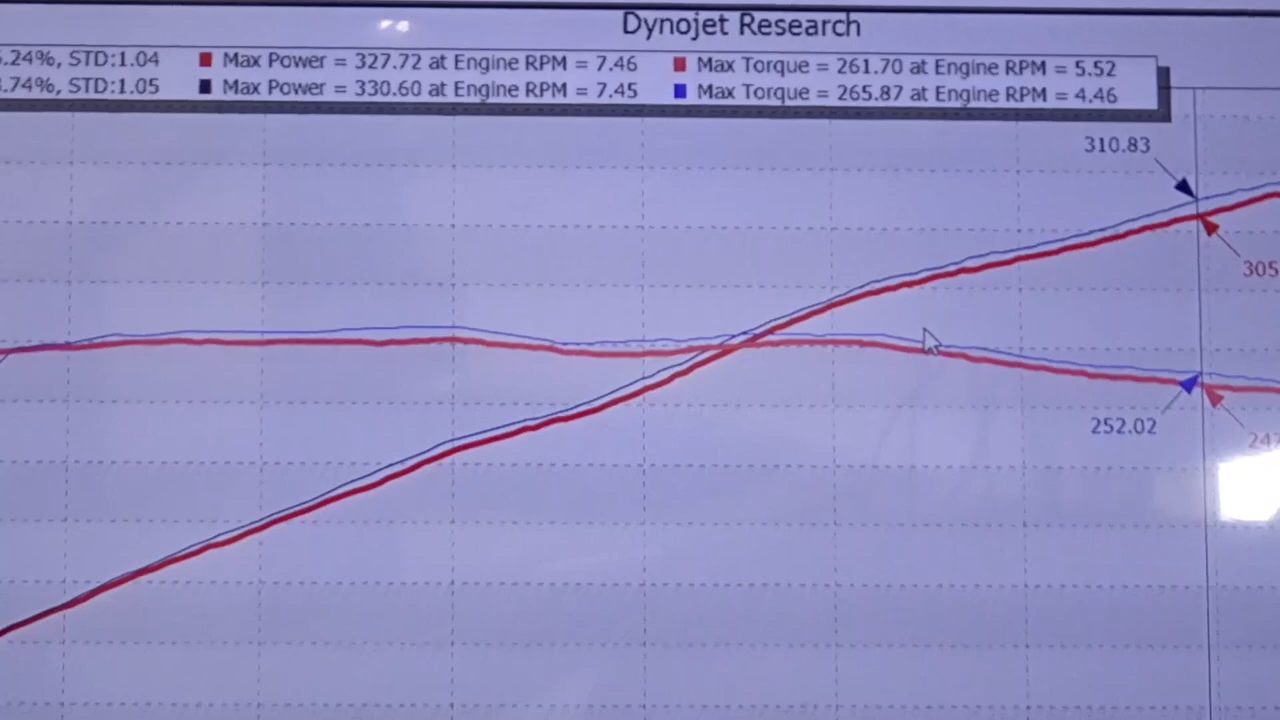 Dynojet Research
.24%, STD:1.04 Max Power = 327.72 at Engine RPM = 7.46 Max Torque = 261.70 at Engine RPM = 5.52
.74%, STD:1.05 Max Power = 330.60 at Engine RPM = 7.45 Max Torque = 265.87 at Engine RPM = 4.46
310.83
305
252.02
247